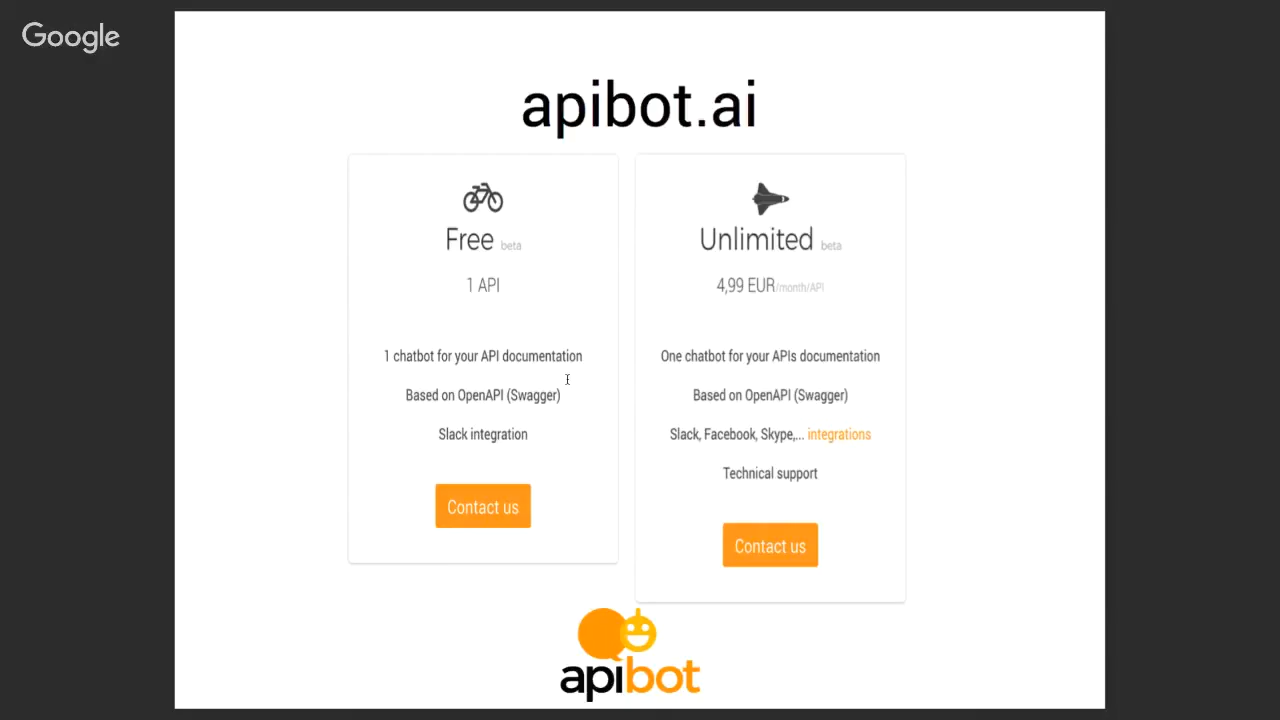 Google
apibot.ai
Free beta
1 API
1 chatbot for your API documentation
Based on OpenAPI (Swagger)
Slack integration
Contact us
Unlimited beta
4,99 EUR/month/API
One chatbot for your APIs documentation
Based on OpenAPI (Swagger)
Slack, Facebook, Skype,... integrations
Technical support
Contact us
apibot